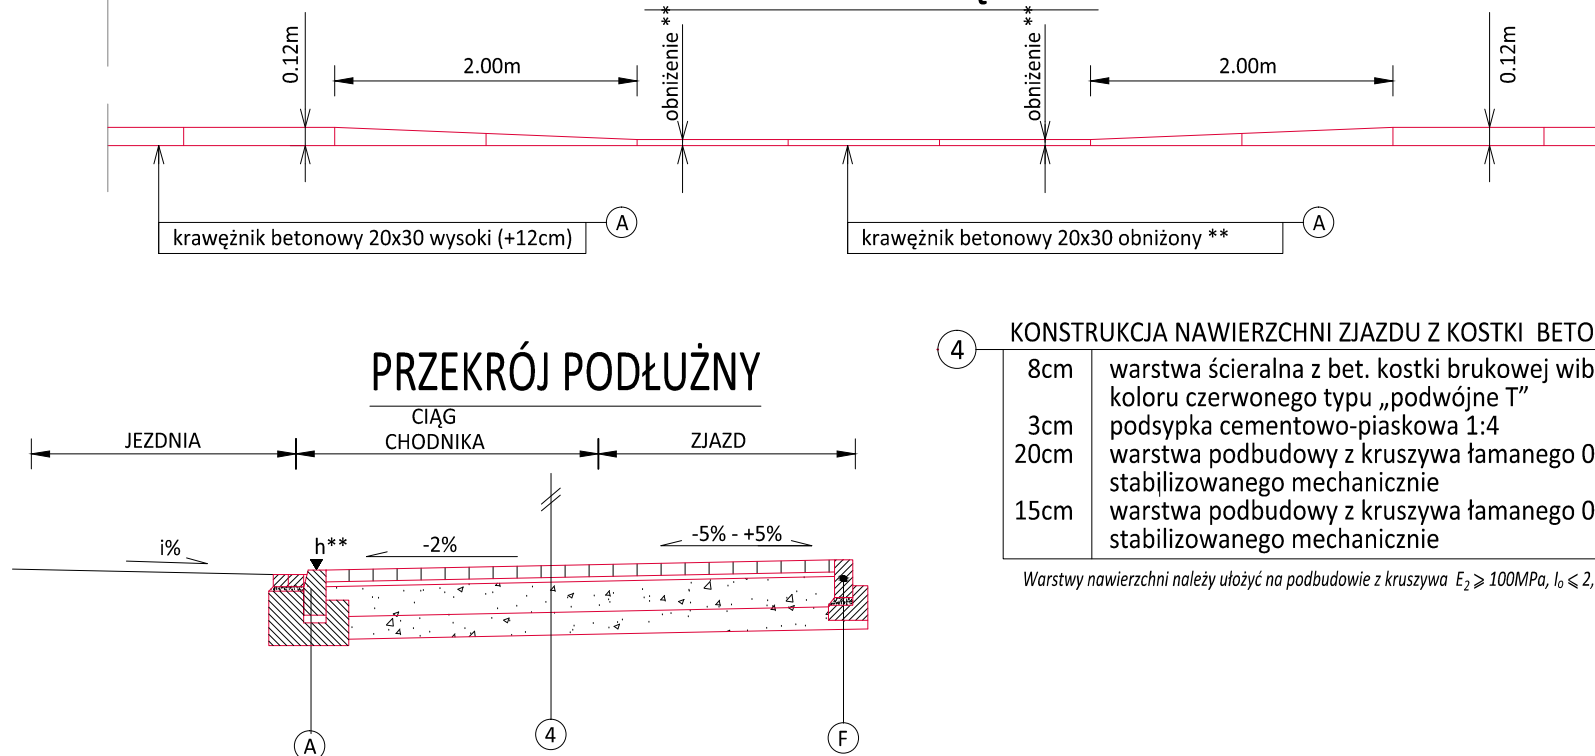 0.12m
2.00m
obniżenie **
obniżenie **
2.00m
0.12m
krawężnik betonowy 20x30 wysoki (+12cm)
A
krawężnik betonowy 20x30 obniżony **
A
PRZEKRÓJ PODŁUŻNY
JEZDNIA
CIĄG
CHODNIKA
ZJAZD
i%
h**
-2%
-5% - +5%
A
4
F
4
KONSTRUKCJA NAWIERZCHNI ZJAZDU Z KOSTKI BETO
8cm warstwa ścieralna z bet. kostki brukowej wib
koloru czerwonego typu „podwójne T”
3cm podsypka cementowo-piaskowa 1:4
20cm warstwa podbudowy z kruszywa łamanego 0
stabilizowanego mechanicznie
15cm warstwa podbudowy z kruszywa łamanego 0
stabilizowanego mechanicznie
Warstwy nawierzchni należy ułożyć na podbudowie z kruszywa E₂ ⩾ 100MPa, I₀ ⩽ 2,